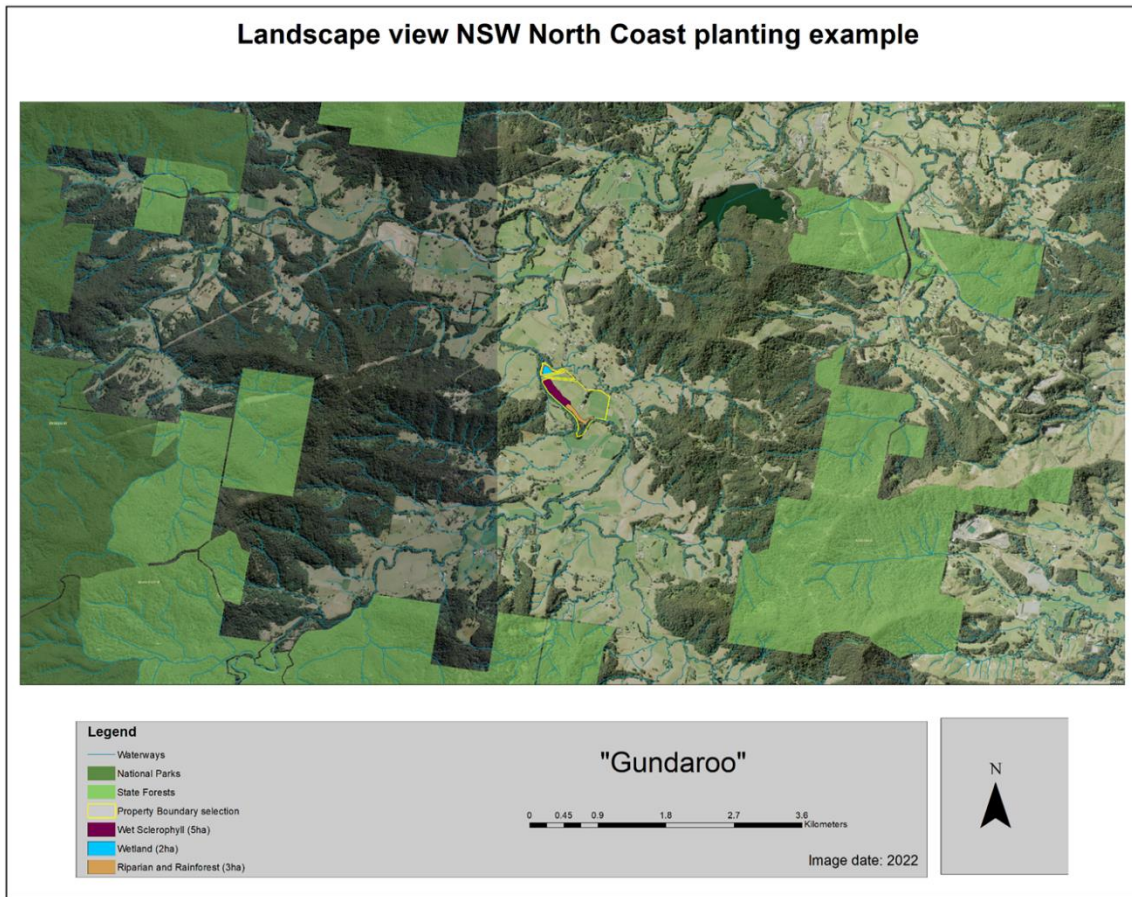 Landscape view NSW North Coast planting example
Legend
Waterways
National Parks
State Forests
Property Boundary selection
Wet Sclerophyll (5ha)
Wetland (2ha)
Riparian and Rainforest (3ha)
"Gundaroo"
0 0.45 0.9 1.8 2.7 3.6
Kilometers
Image date: 2022
N